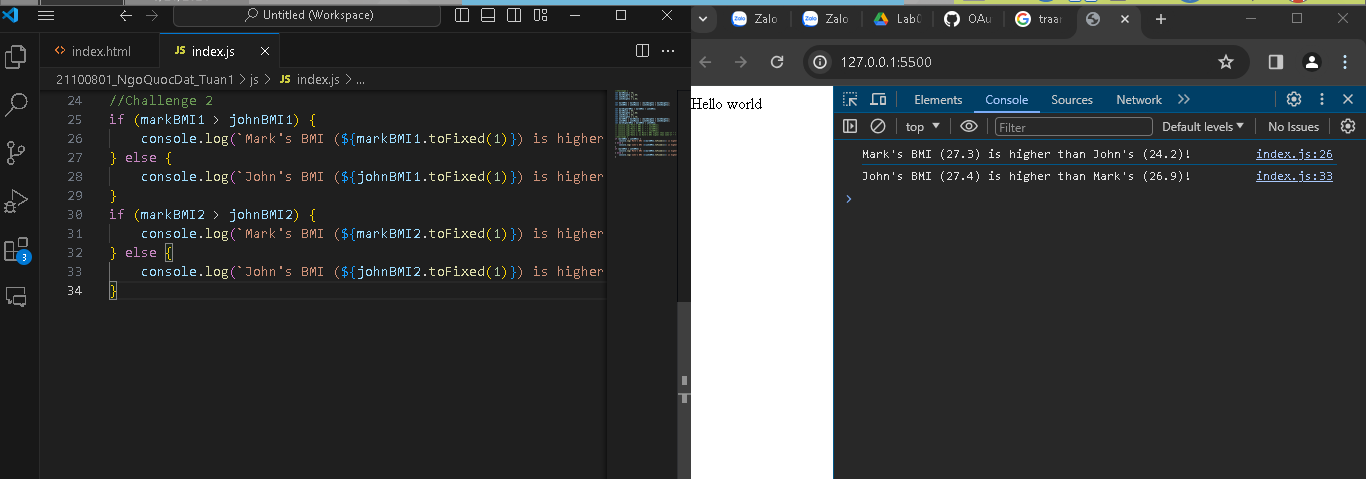 Untitled (Workspace)
index.html
JS index.js
21100801_NgoQuocDat_Tuan1 > js > JS index.js > ...
24 //Challenge 2
25 if (markBMI1 > johnBMI1) {
26 console.log(`Mark's BMI (${markBMI1.toFixed(1)}) is higher
27 } else {
28 console.log(`John's BMI (${johnBMI1.toFixed(1)}) is higher
29 }
30 if (markBMI2 > johnBMI2) {
31 console.log(`Mark's BMI (${markBMI2.toFixed(1)}) is higher
32 } else {
33 console.log(`John's BMI (${johnBMI2.toFixed(1)}) is higher
34 }
3
Zalo
Zalo
Lab
OAu
traar
127.0.0.1:5500
Hello world
Elements Console Sources Network
top Filter Default levels No Issues
Mark's BMI (27.3) is higher than John's (24.2)! index.js:26
John's BMI (27.4) is higher than Mark's (26.9)! index.js:33